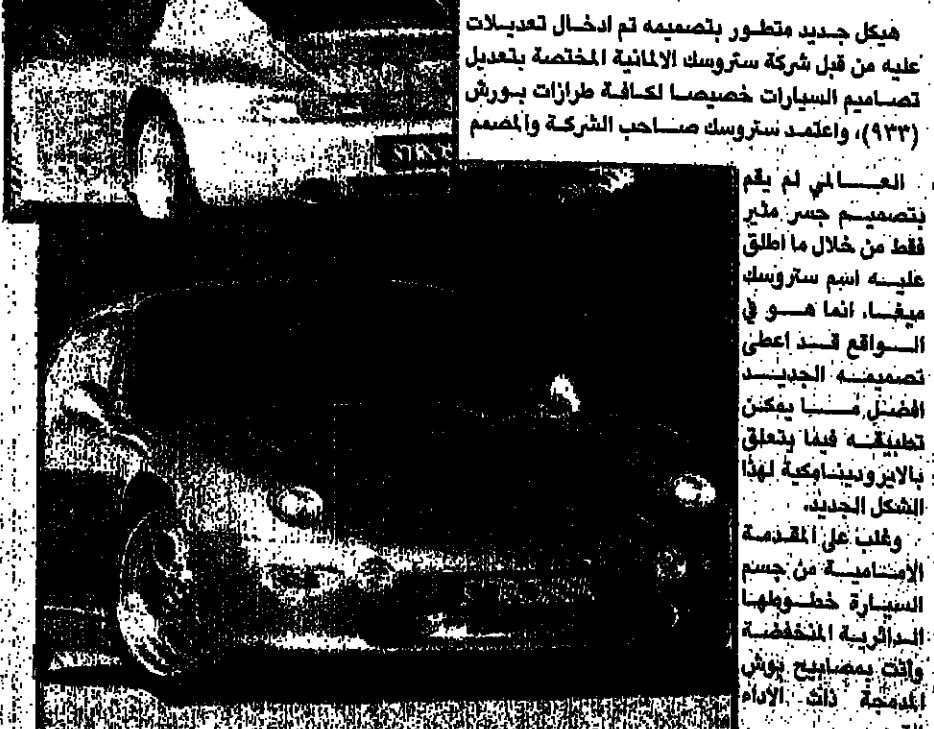 هيكل جديد متطور بتصميمه تم ادخال تعديلات
عليه من قبل شركة ستروسك الالمانية المختصة بتعديل
تصاميم السيارات خصيصا لكافة طرازات بورش
(٩٣٣)، واعتمد ستروسك صاحب الشركة والمصمم
العالمي لم يقم
بتصميم جسر مثير
فقط من خلال ما اطلق
عليه اسم ستروسك
ميغا، انما هو في
الواقع قد اعطى
تصميمه الجديد
افضل ما يمكن
تطبيقه فيما يتعلق
بالايروديناميكية لهذا
الشكل الجديد.
وغلب على المقدمة
الامامية من جسم
السيارة خطوطها
الدائرية المنخفضة
واتت بمصابيح بوش
المدمجة ذات الاداء